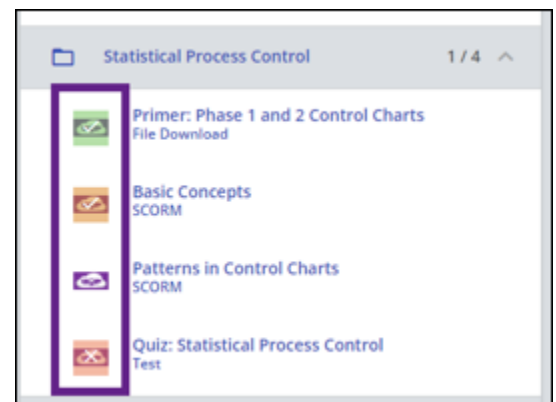 Statistical Process Control 1 / 4
Primer: Phase 1 and 2 Control Charts
File Download
Basic Concepts
SCORM
Patterns in Control Charts
SCORM
Quiz: Statistical Process Control
Test